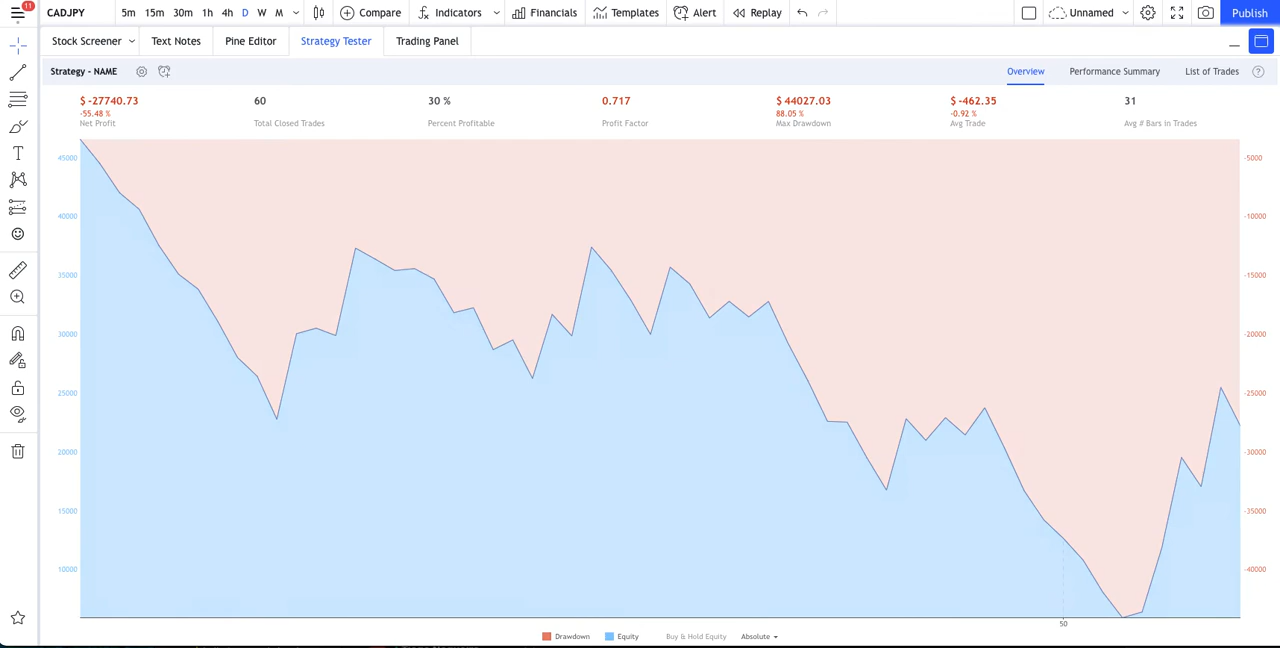 11
CADJPY 5m 15m 30m 1h 4h D W M Compare fx Indicators Financials Templates Alert Replay Unnamed Publish
Stock Screener Text Notes Pine Editor Strategy Tester Trading Panel
Strategy - NAME Overview Performance Summary List of Trades ?
$ -27740.73 60 30 % 0.717 $ 44027.03 $ -462.35 31
-55.48 % 88.05 % -0.92 %
Net Profit Total Closed Trades Percent Profitable Profit Factor Max Drawdown Avg Trade Avg # Bars in Trades
45000 -5000
40000 -10000
35000 -15000
30000 -20000
25000 -25000
20000 -30000
15000 -35000
10000 -40000
50
Drawdown Equity Buy & Hold Equity Absolute